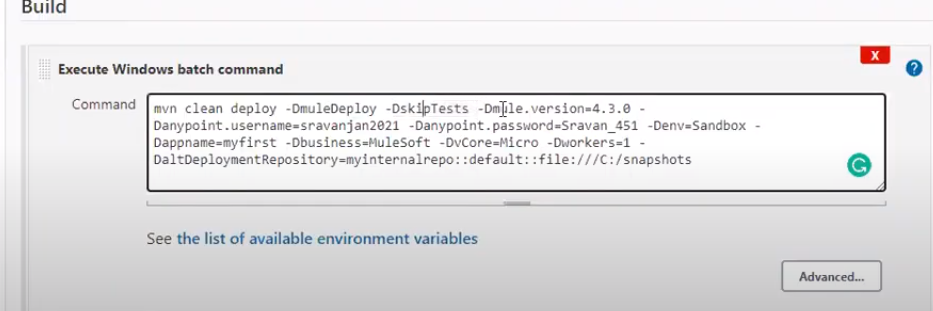 Build
X
Execute Windows batch command
?
Command
mvn clean deploy -DmuleDeploy -DskipTests -Dmule.version=4.3.0 -
Danypoint.username=sravanjan2021 -Danypoint.password=Sravan_451 -Denv=Sandbox -
Dappname=myfirst -Dbusiness=MuleSoft -DvCore=Micro -Dworkers=1 -
DaltDeploymentRepository=myinternalrepo::default::file:///C:/snapshots
See the list of available environment variables
Advanced...